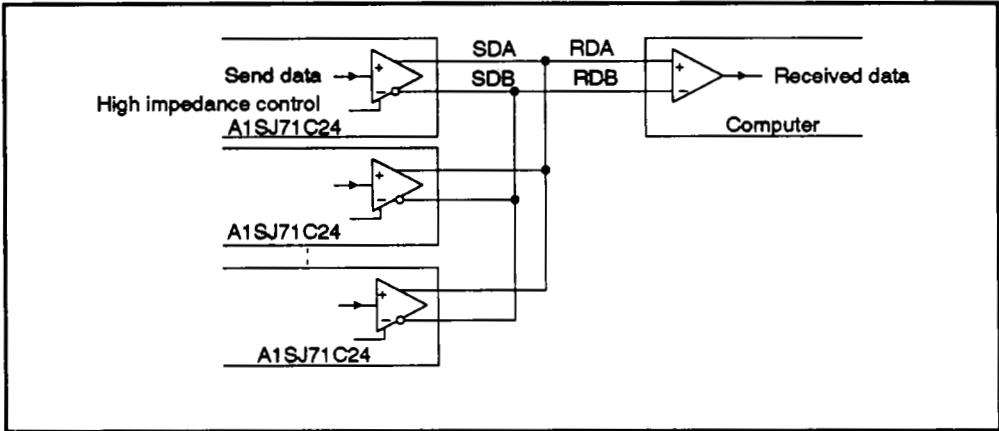 SDA RDA
Send data + + Received data
SDB RDB
− −
High impedance control
A1SJ71C24 Computer
+
−
A1SJ71C24
+
−
A1SJ71C24